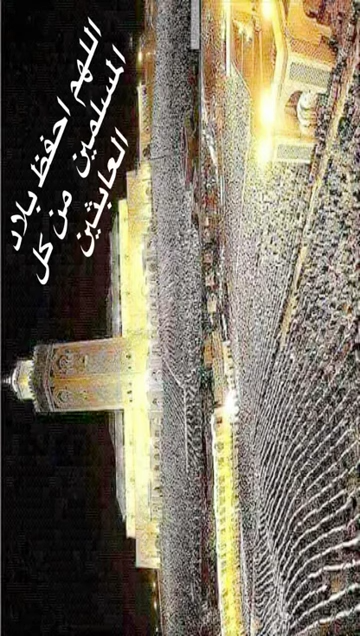 اللهم احفظ بلاد
المسلمين من كل
العابثين